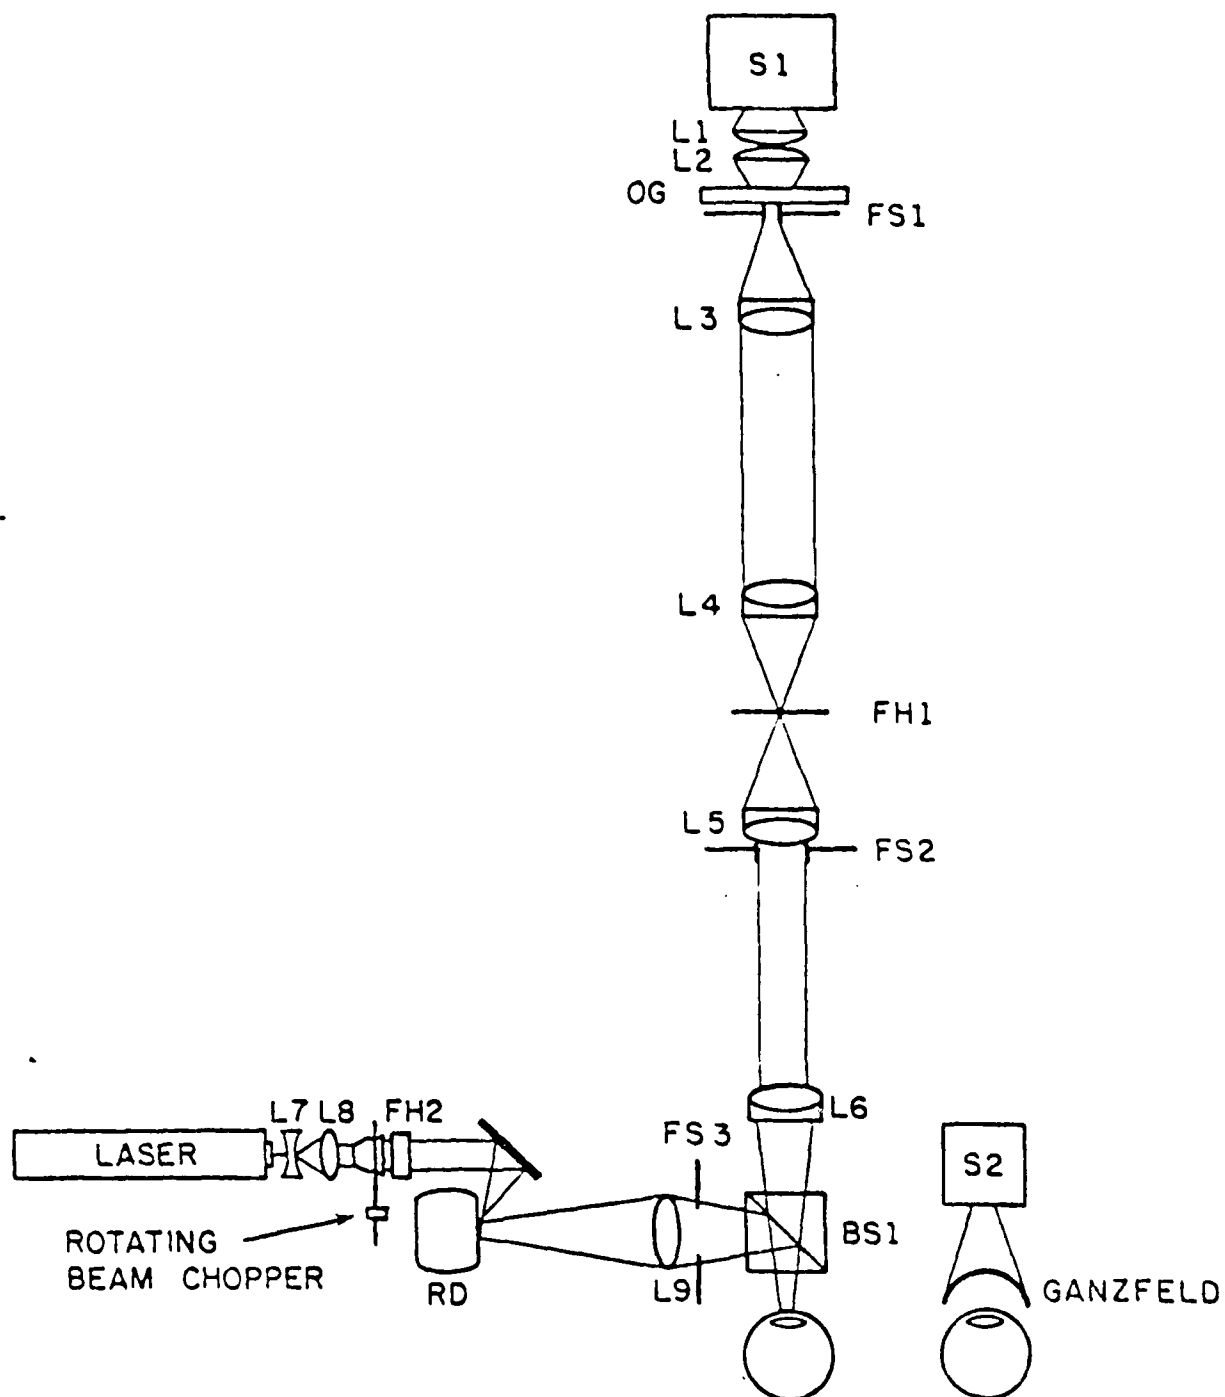 S1
L1
L2
OG
FS1
L3
L4
FH1
L5
FS2
L6
L7 L8 FH2
LASER
FS3
S2
BS1
ROTATING
BEAM CHOPPER
RD
L9
GANZFELD